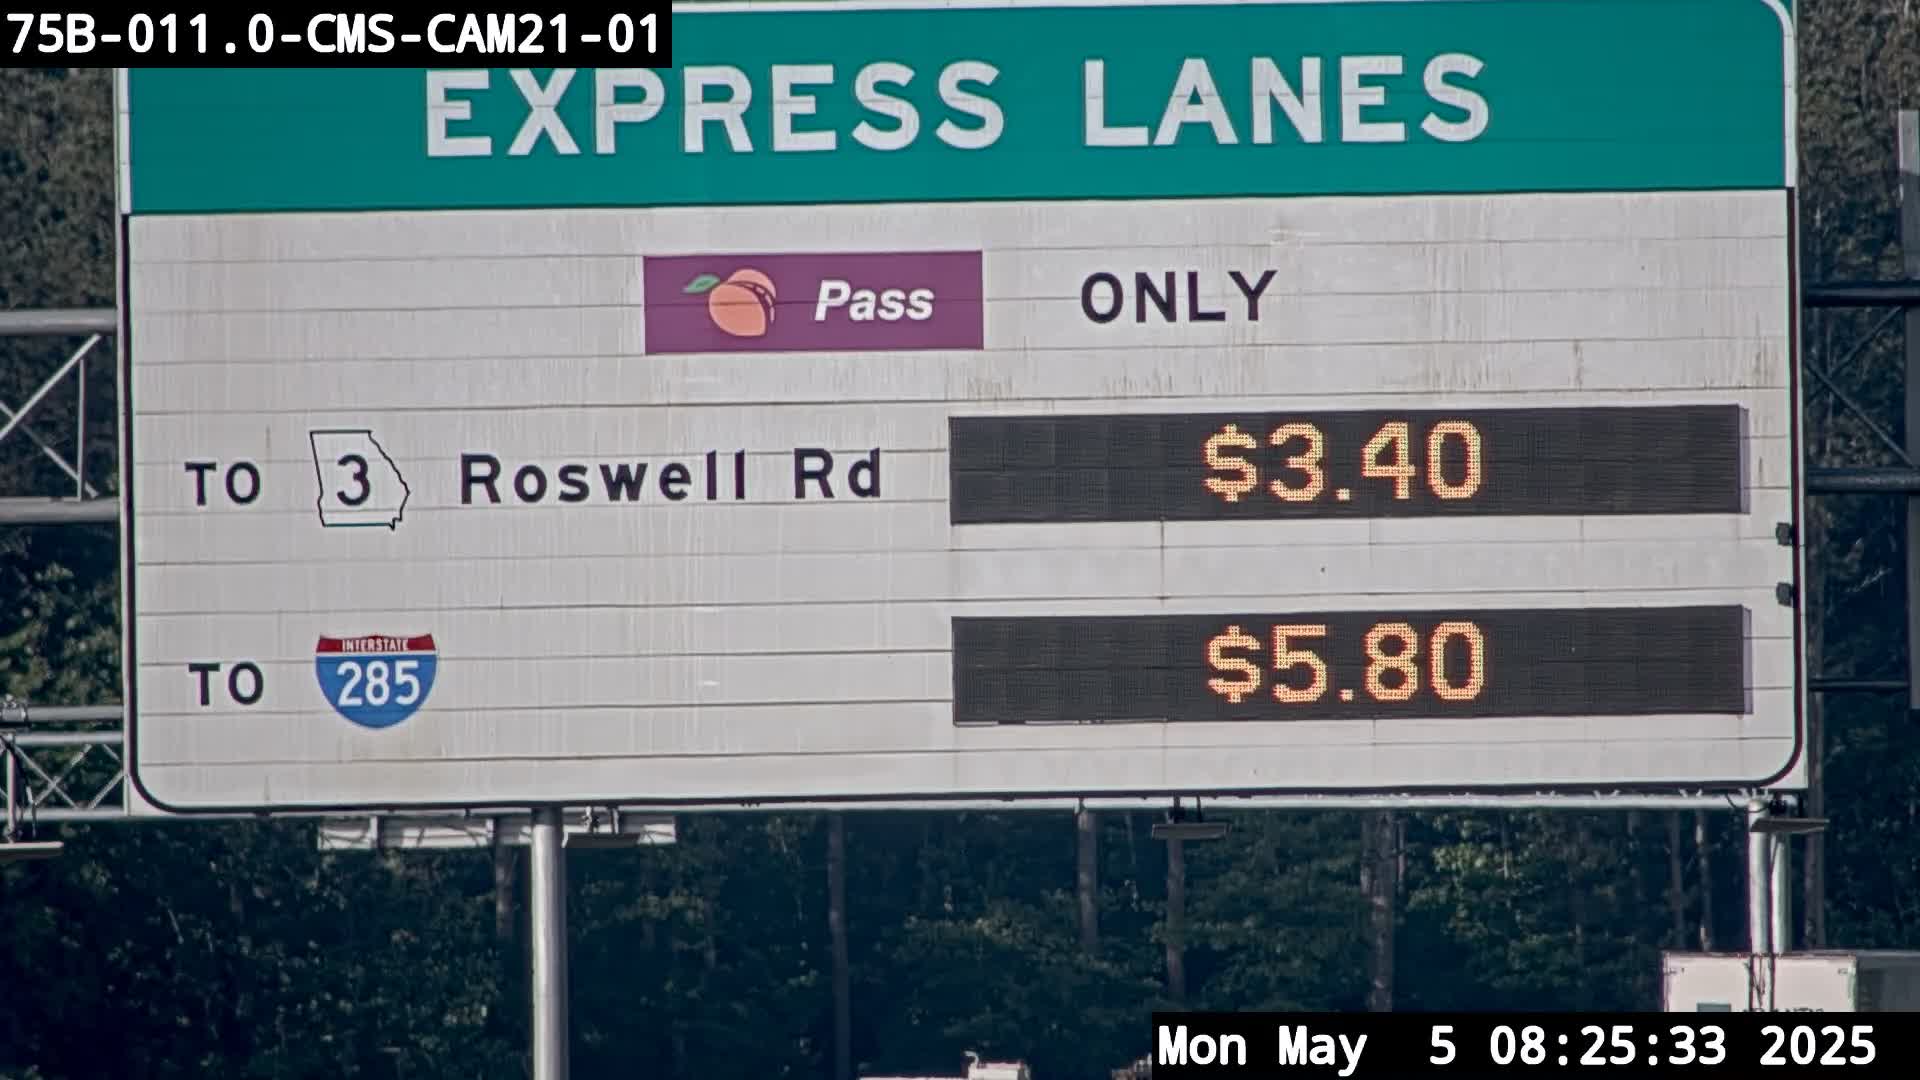 75B-011.0-CMS-CAM21-01
EXPRESS LANES
Pass ONLY
TO 3 Roswell Rd $3.40
TO INTERSTATE 285 $5.80
Mon May 5 08:25:33 2025